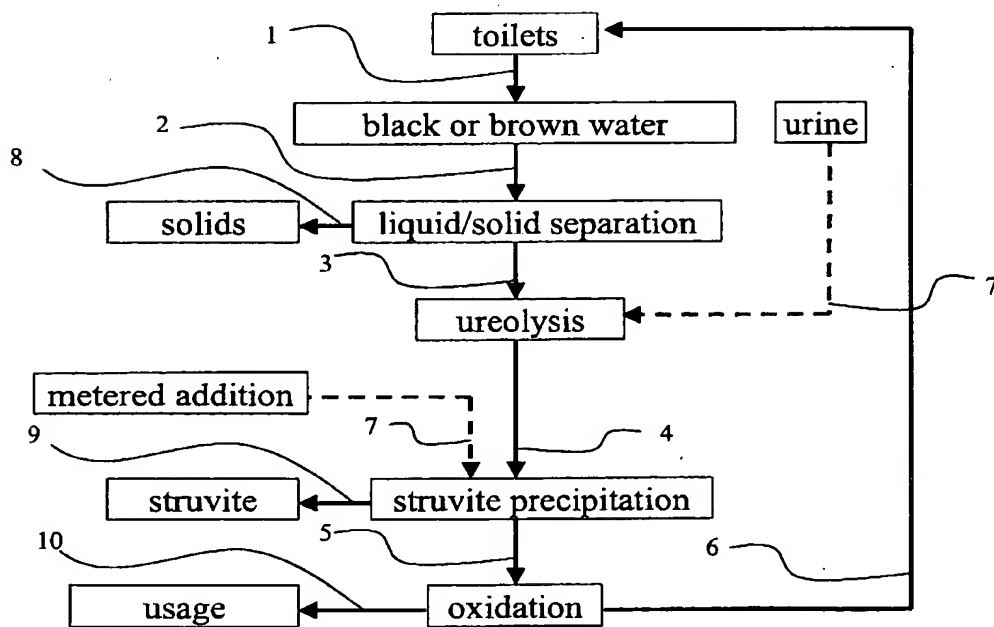 1
toilets
2
black or brown water
urine
8
solids
liquid/solid separation
3
7
ureolysis
metered addition
9
7
4
struvite
struvite precipitation
5
6
10
usage
oxidation